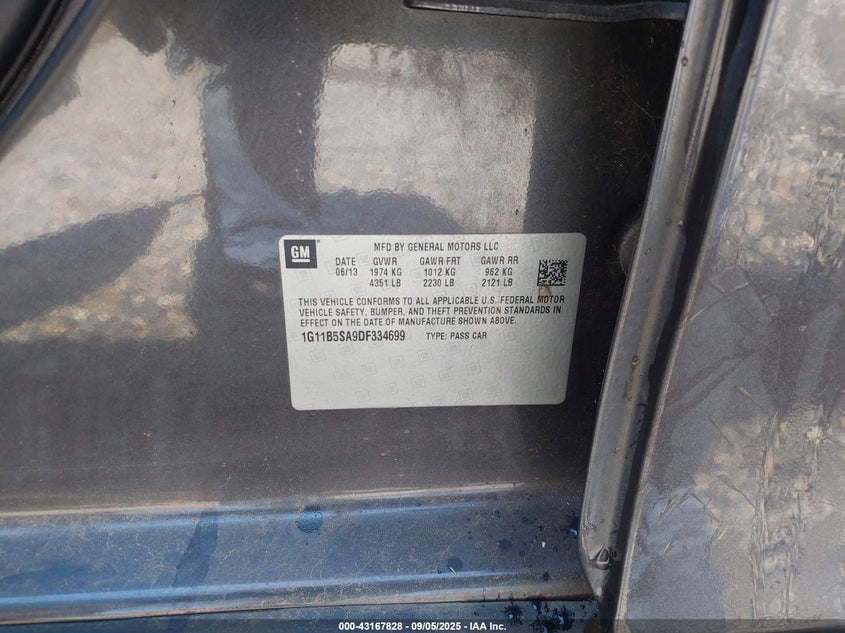 GM
MFD BY GENERAL MOTORS LLC
DATE GVWR GAWR FRT GAWR RR
06/13 1974 KG 1012 KG 962 KG
4351 LB 2230 LB 2121 LB
THIS VEHICLE CONFORMS TO ALL APPLICABLE U.S. FEDERAL MOTOR
VEHICLE SAFETY, BUMPER, AND THEFT PREVENTION STANDARDS IN
EFFECT ON THE DATE OF MANUFACTURE SHOWN ABOVE.
1G11B5SA9DF334699 TYPE: PASS CAR
000-43167828 - 09/05/2025 - IAA Inc.